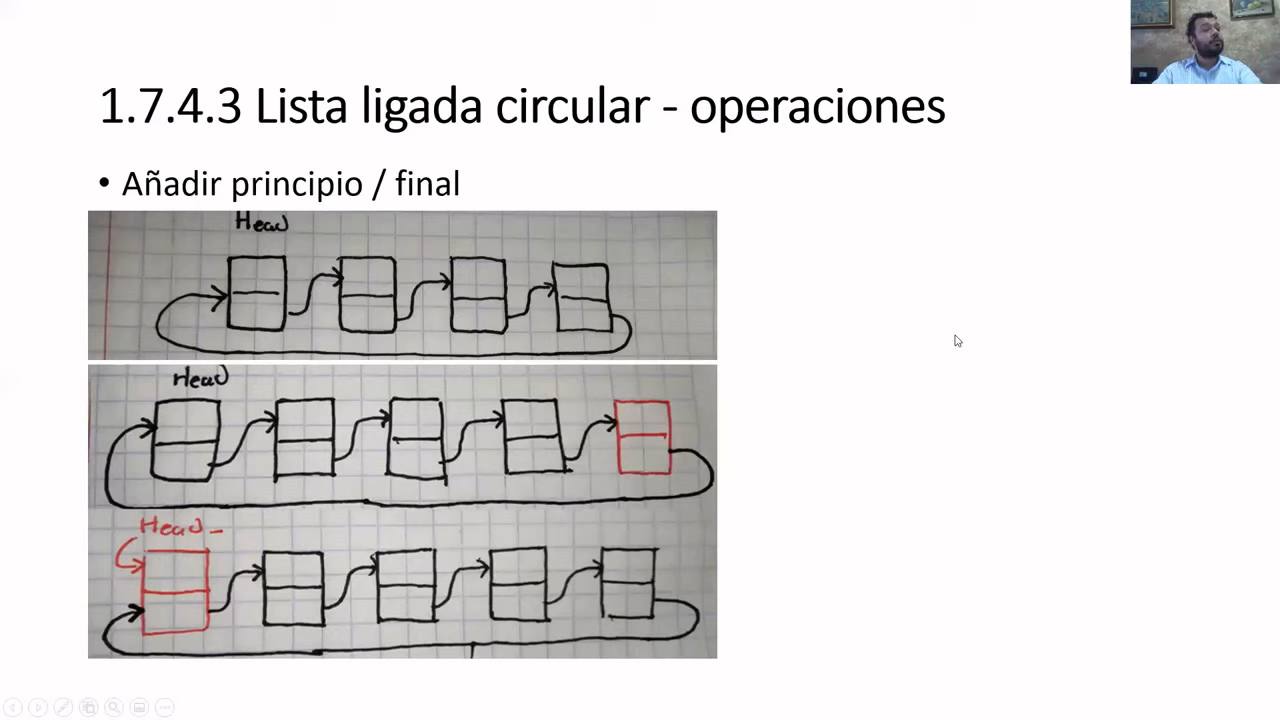 1.7.4.3 Lista ligada circular - operaciones
• Añadir principio / final
Head
Head
Head